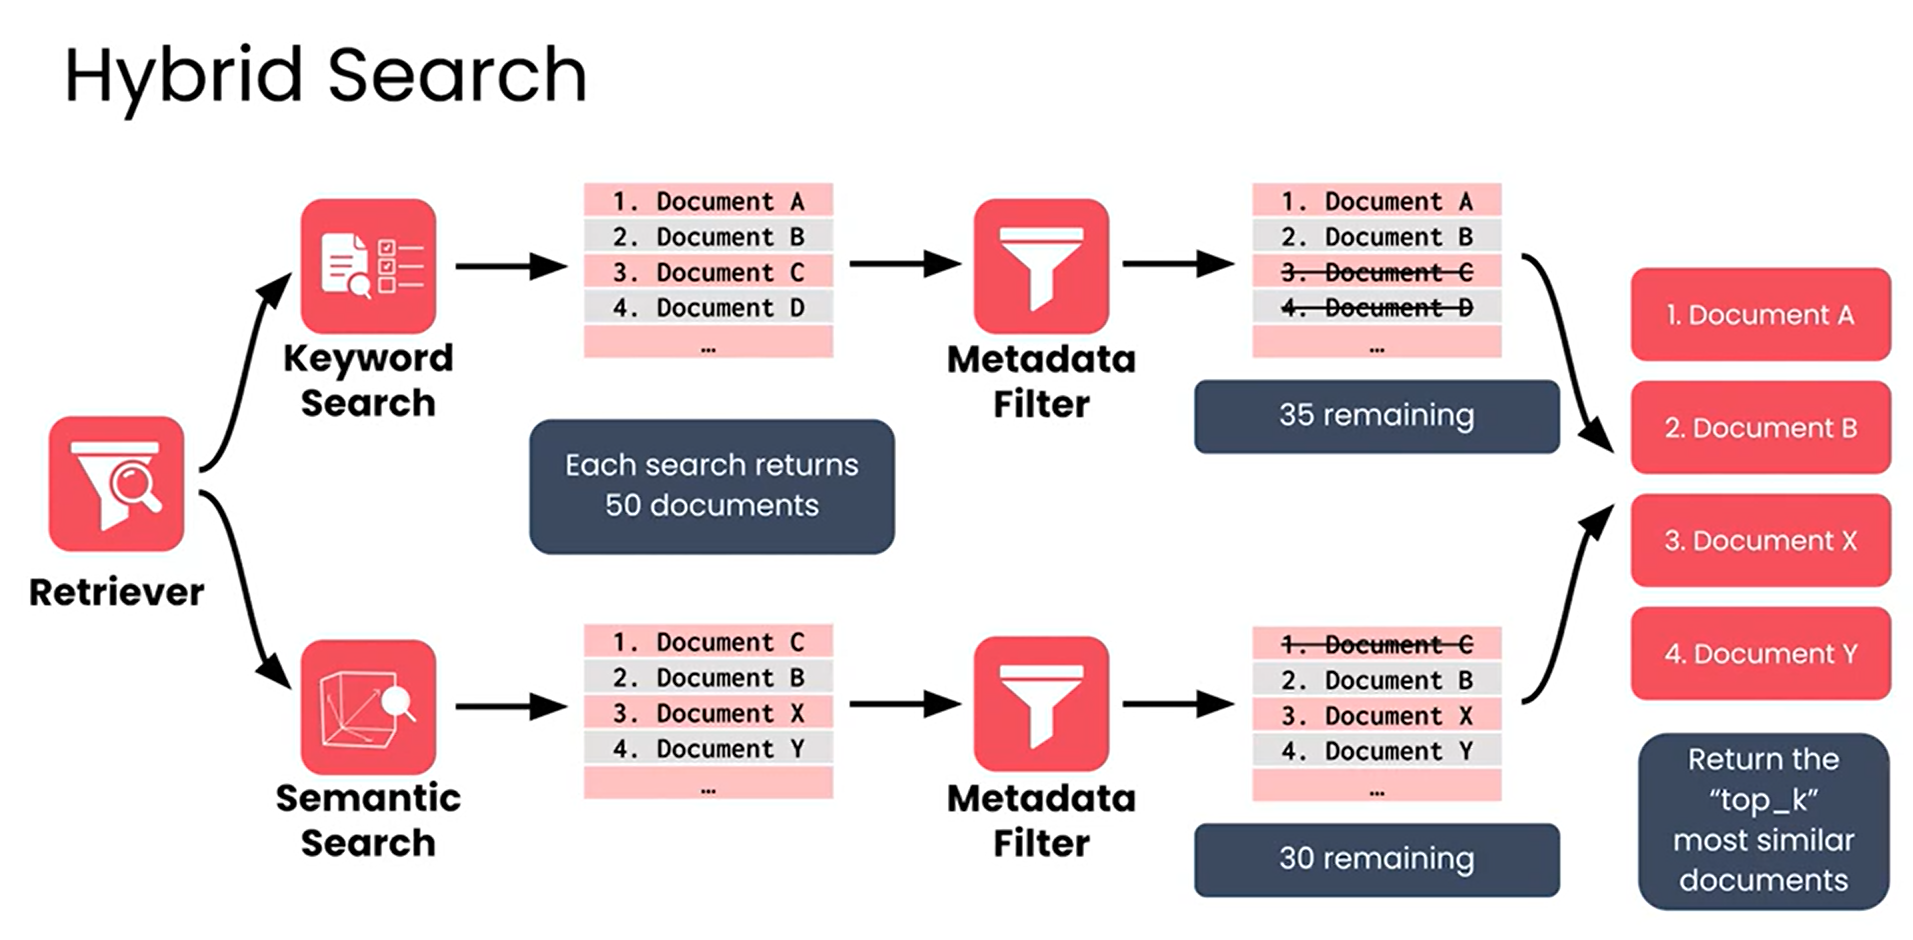 Hybrid Search
Retriever
Keyword
Search
1. Document A
2. Document B
3. Document C
4. Document D
...
Metadata
Filter
1. Document A
2. Document B
3. Document C
4. Document D
...
35 remaining
Each search returns
50 documents
Semantic
Search
1. Document C
2. Document B
3. Document X
4. Document Y
...
Metadata
Filter
1. Document C
2. Document B
3. Document X
4. Document Y
...
30 remaining
1. Document A
2. Document B
3. Document X
4. Document Y
Return the
“top_k”
most similar
documents